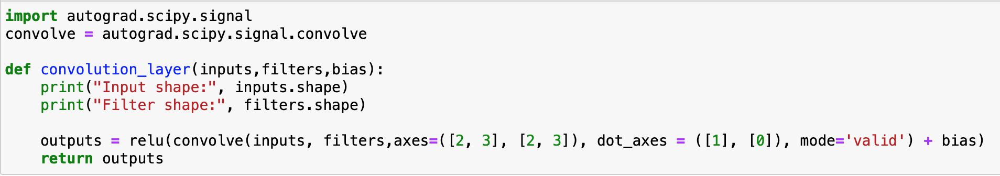 import autograd.scipy.signal
convolve = autograd.scipy.signal.convolve

def convolution_layer(inputs,filters,bias):
    print("Input shape:", inputs.shape)
    print("Filter shape:", filters.shape)

    outputs = relu(convolve(inputs, filters,axes=([2, 3], [2, 3]), dot_axes = ([1], [0]), mode='valid') + bias)
    return outputs